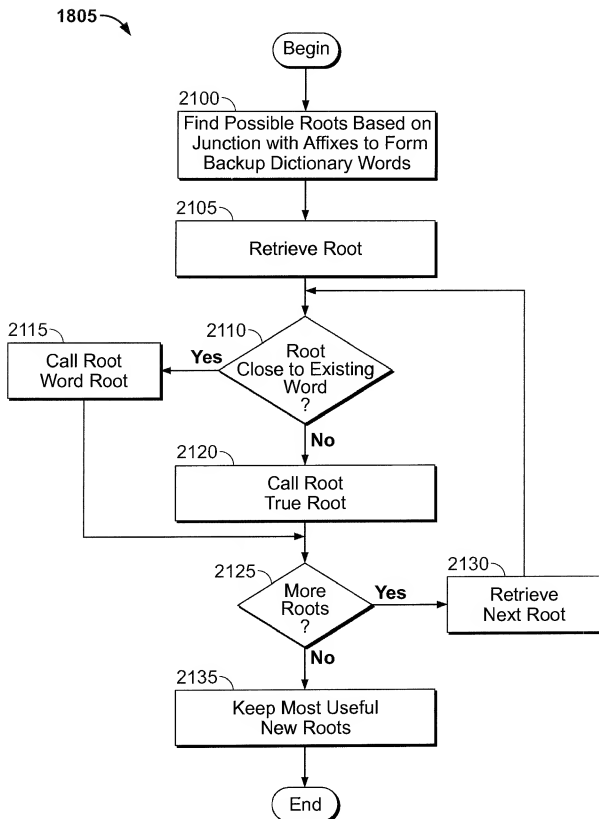 1805
Begin
2100
Find Possible Roots Based on
Junction with Affixes to Form
Backup Dictionary Words
2105
Retrieve Root
2110
Root
Close to Existing
Word
?
Yes
2115
Call Root
Word Root
No
2120
Call Root
True Root
2125
More
Roots
?
Yes
2130
Retrieve
Next Root
No
2135
Keep Most Useful
New Roots
End